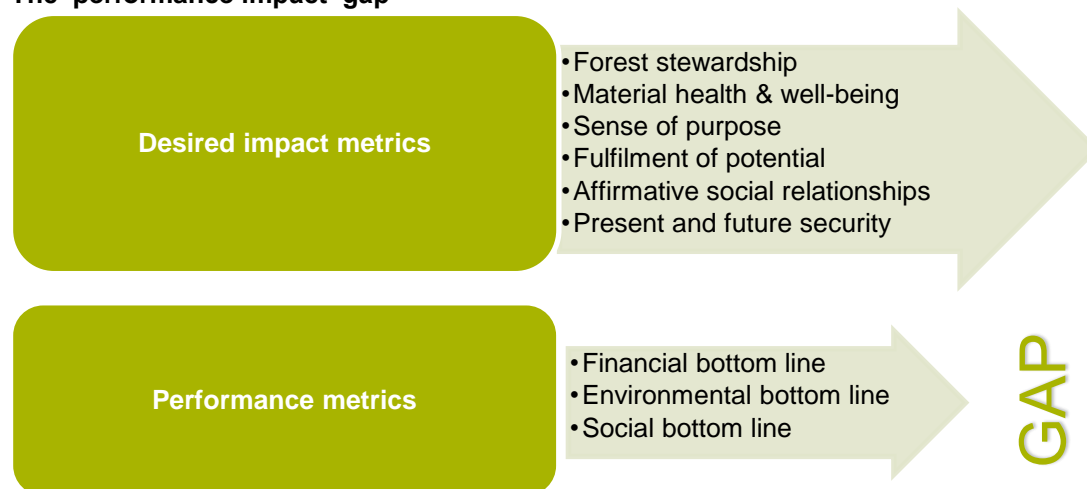 The 'performance impact' gap
Desired impact metrics
•Forest stewardship
•Material health & well-being
•Sense of purpose
•Fulfilment of potential
•Affirmative social relationships
•Present and future security
Performance metrics
•Financial bottom line
•Environmental bottom line
•Social bottom line
GAP